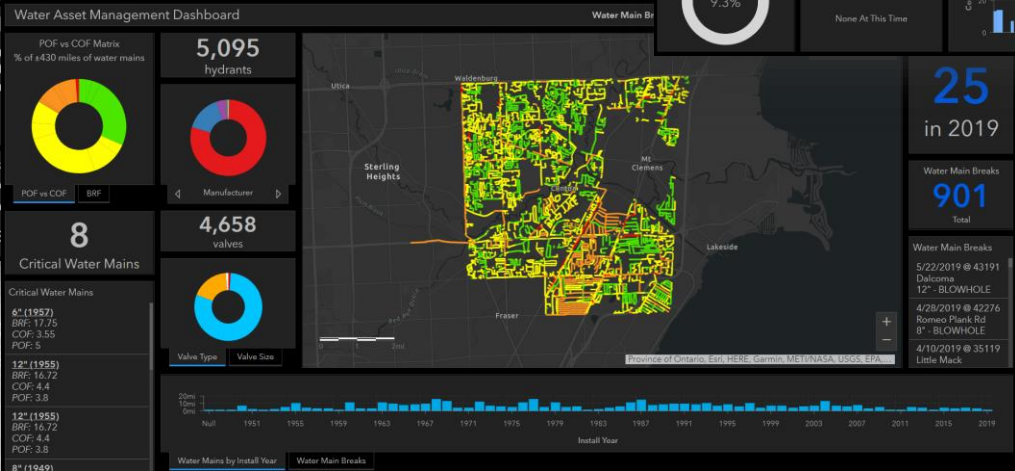 Water Asset Management Dashboard
Water Main Br
9.3%
None At This Time
20
0
POF vs COF Matrix
% of ±430 miles of water mains
POF vs COF
BRF
8
Critical Water Mains
Critical Water Mains
6" (1957)
BRF: 17.75
COF: 3.55
POF: 5
12" (1955)
BRF: 16.72
COF: 4.4
POF: 3.8
12" (1955)
BRF: 16.72
COF: 4.4
POF: 3.8
8" (1949)
5,095
hydrants
Manufacturer
4,658
valves
Valve Type
Valve Size
Utica
Waldenburg
Sterling
Heights
Mt
Clemens
Clinton
Lakeside
Fraser
0
1
2mi
+
−
Province of Ontario, Esri, HERE, Garmin, METI/NASA, USGS, EPA,...
25
in 2019
Water Main Breaks
901
Total
Water Main Breaks
5/22/2019 @ 43191
Dalcoma
12" - BLOWHOLE
4/28/2019 @ 42276
Romeo Plank Rd
8" - BLOWHOLE
4/10/2019 @ 35119
Little Mack
20mi
10mi
0mi
Null 1951 1955 1959 1963 1967 1971 1975 1979 1983 1987 1991 1995 1999 2003 2007 2011 2015 2019
Install Year
Water Mains by Install Year
Water Main Breaks